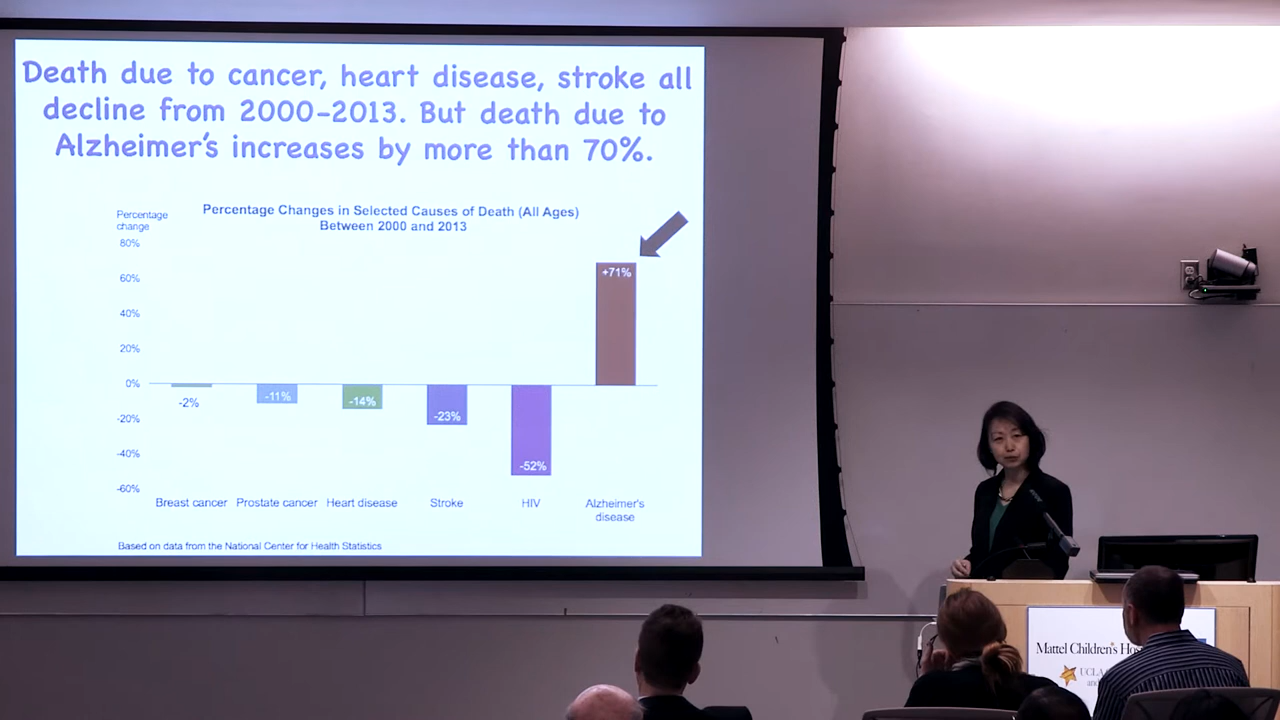 Death due to cancer, heart disease, stroke all
decline from 2000-2013. But death due to
Alzheimer's increases by more than 70%.
Percentage Changes in Selected Causes of Death (All Ages)
Between 2000 and 2013
Percentage
change
80%
60%
40%
20%
0%
-20%
-40%
-60%
-2%
-11%
-14%
-23%
-52%
+71%
Breast cancer
Prostate cancer
Heart disease
Stroke
HIV
Alzheimer's
disease
Based on data from the National Center for Health Statistics
Mattel Children's
UCLA